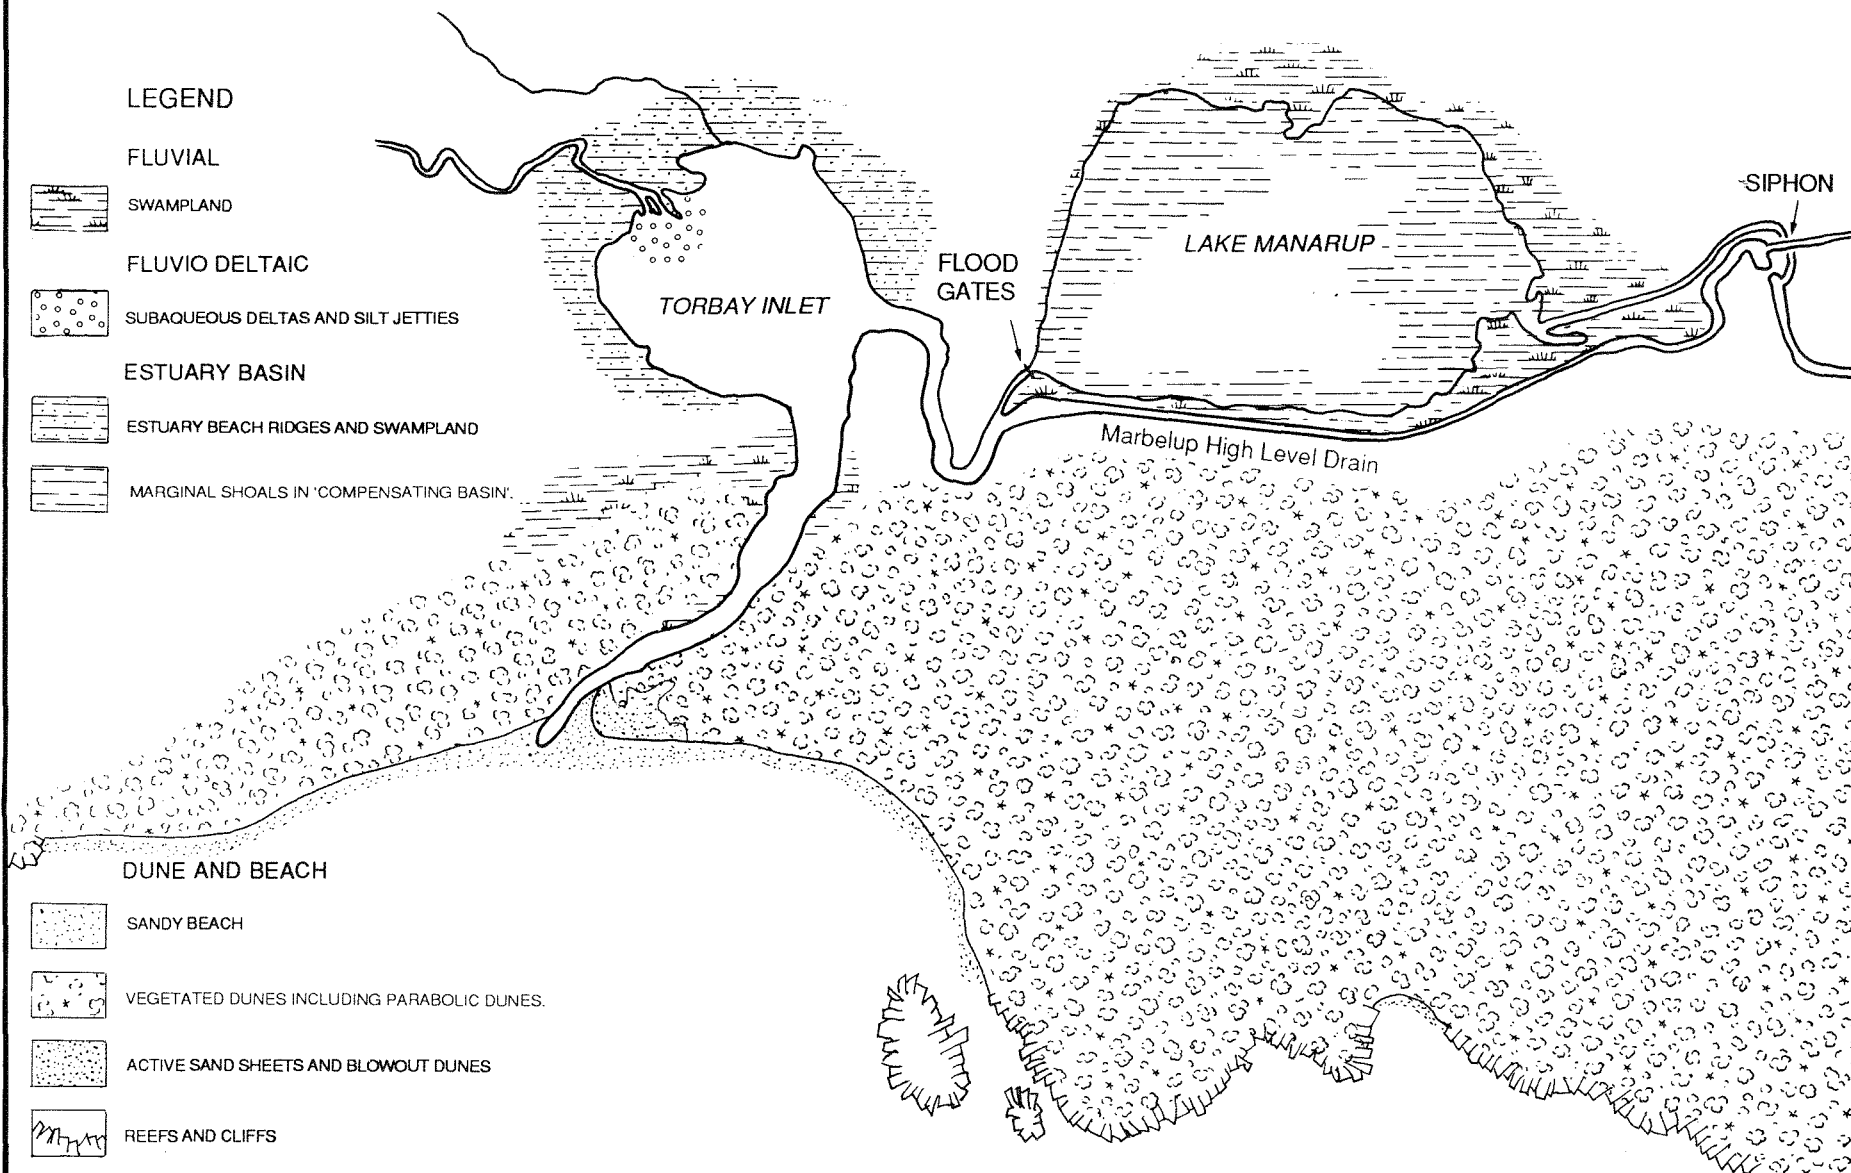 LEGEND
FLUVIAL
SWAMPLAND
FLUVIO DELTAIC
SUBAQUEOUS DELTAS AND SILT JETTIES
ESTUARY BASIN
ESTUARY BEACH RIDGES AND SWAMPLAND
MARGINAL SHOALS IN 'COMPENSATING BASIN'.
DUNE AND BEACH
SANDY BEACH
VEGETATED DUNES INCLUDING PARABOLIC DUNES.
ACTIVE SAND SHEETS AND BLOWOUT DUNES
REEFS AND CLIFFS
TORBAY INLET
FLOOD
GATES
LAKE MANARUP
SIPHON
Marbelup High Level Drain